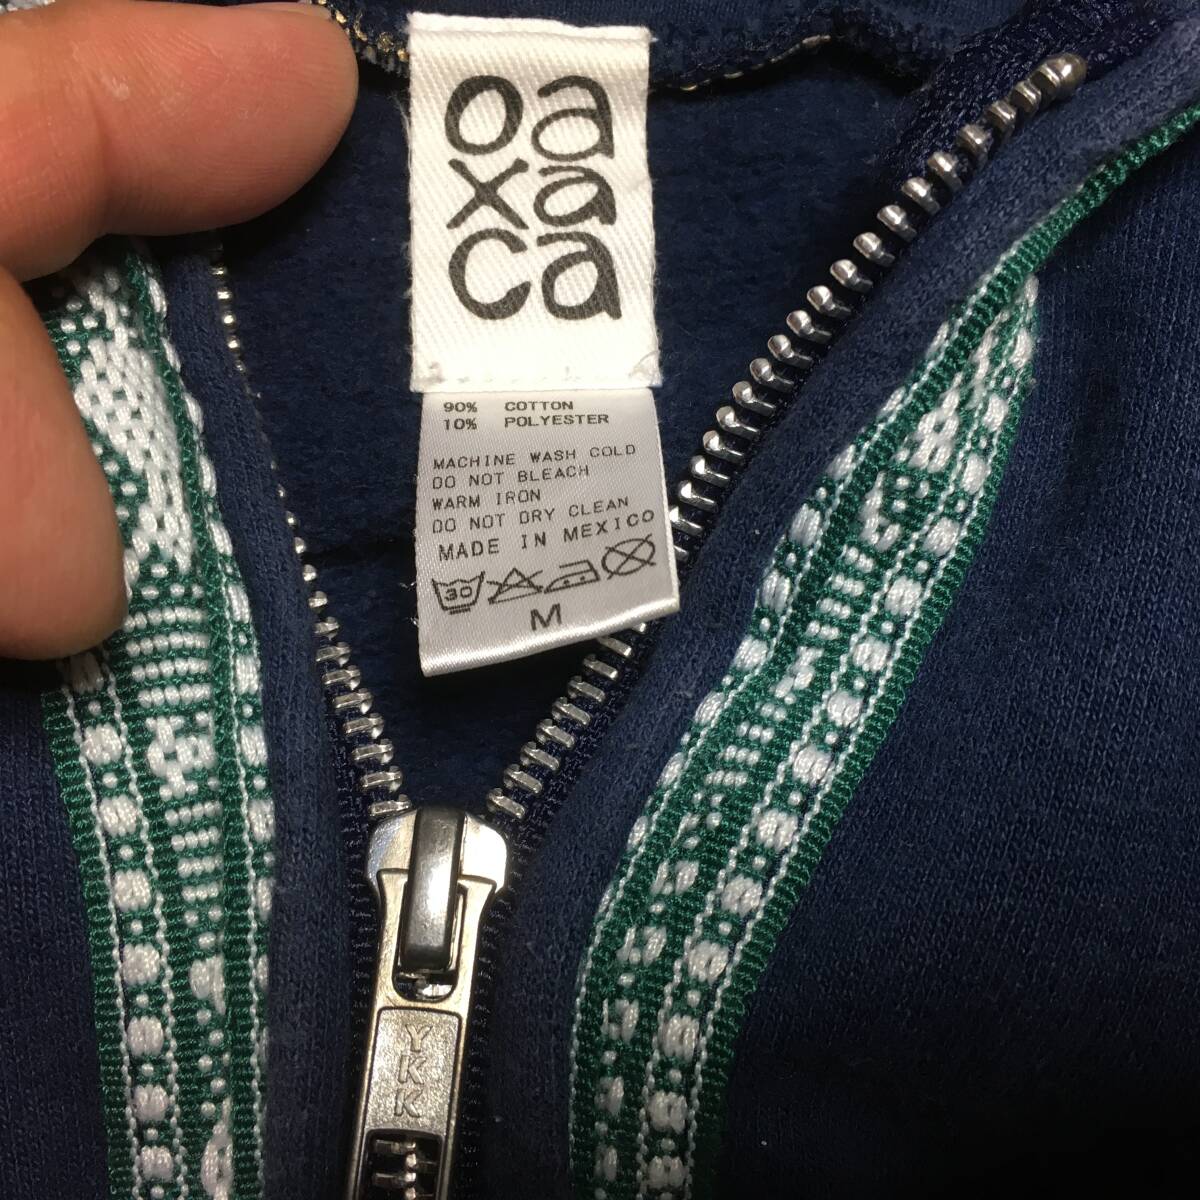 oa
xa
ca
90% COTTON
10% POLYESTER
MACHINE WASH COLD
DO NOT BLEACH
WARM IRON
DO NOT DRY CLEAN
MADE IN MEXICO
30
M
YKK